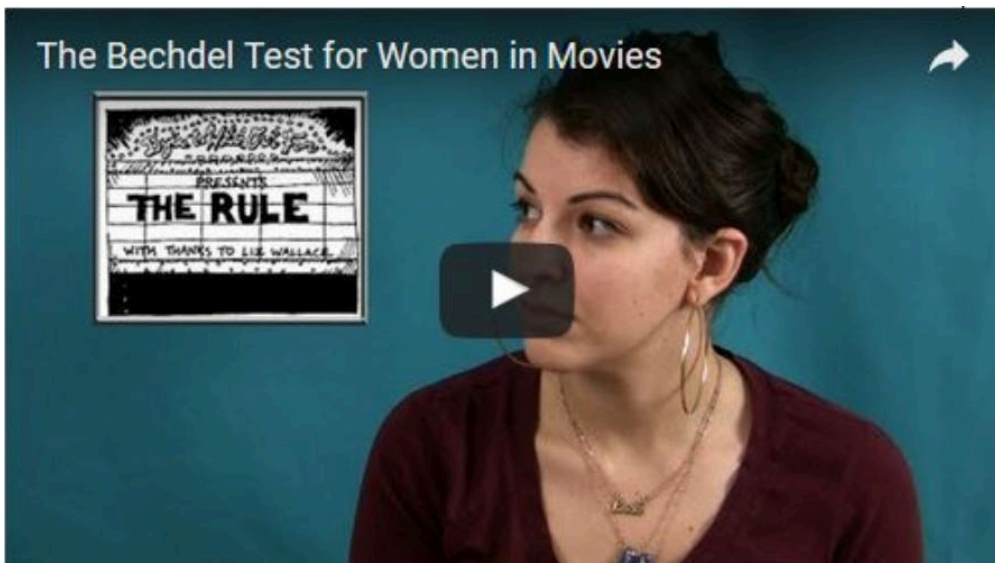 The Bechdel Test for Women in Movies
PRESENTS
THE RULE
WITH THANKS TO LIZ WALLACE